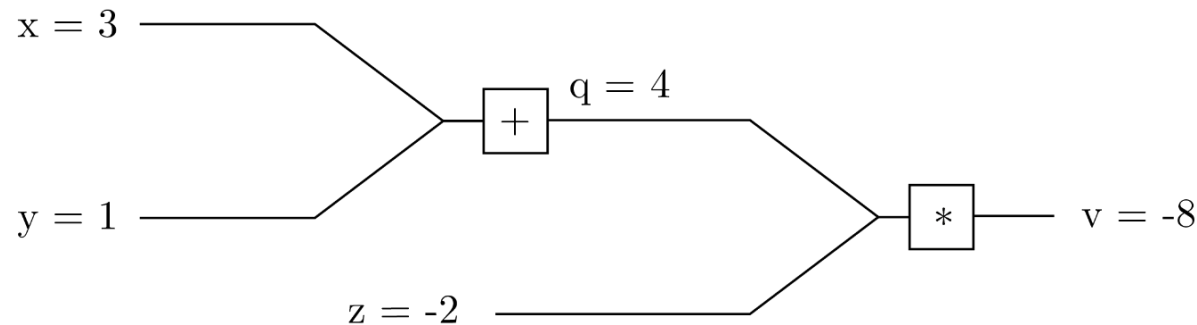 x = 3
q = 4
+
y = 1
*
v = -8
z = -2